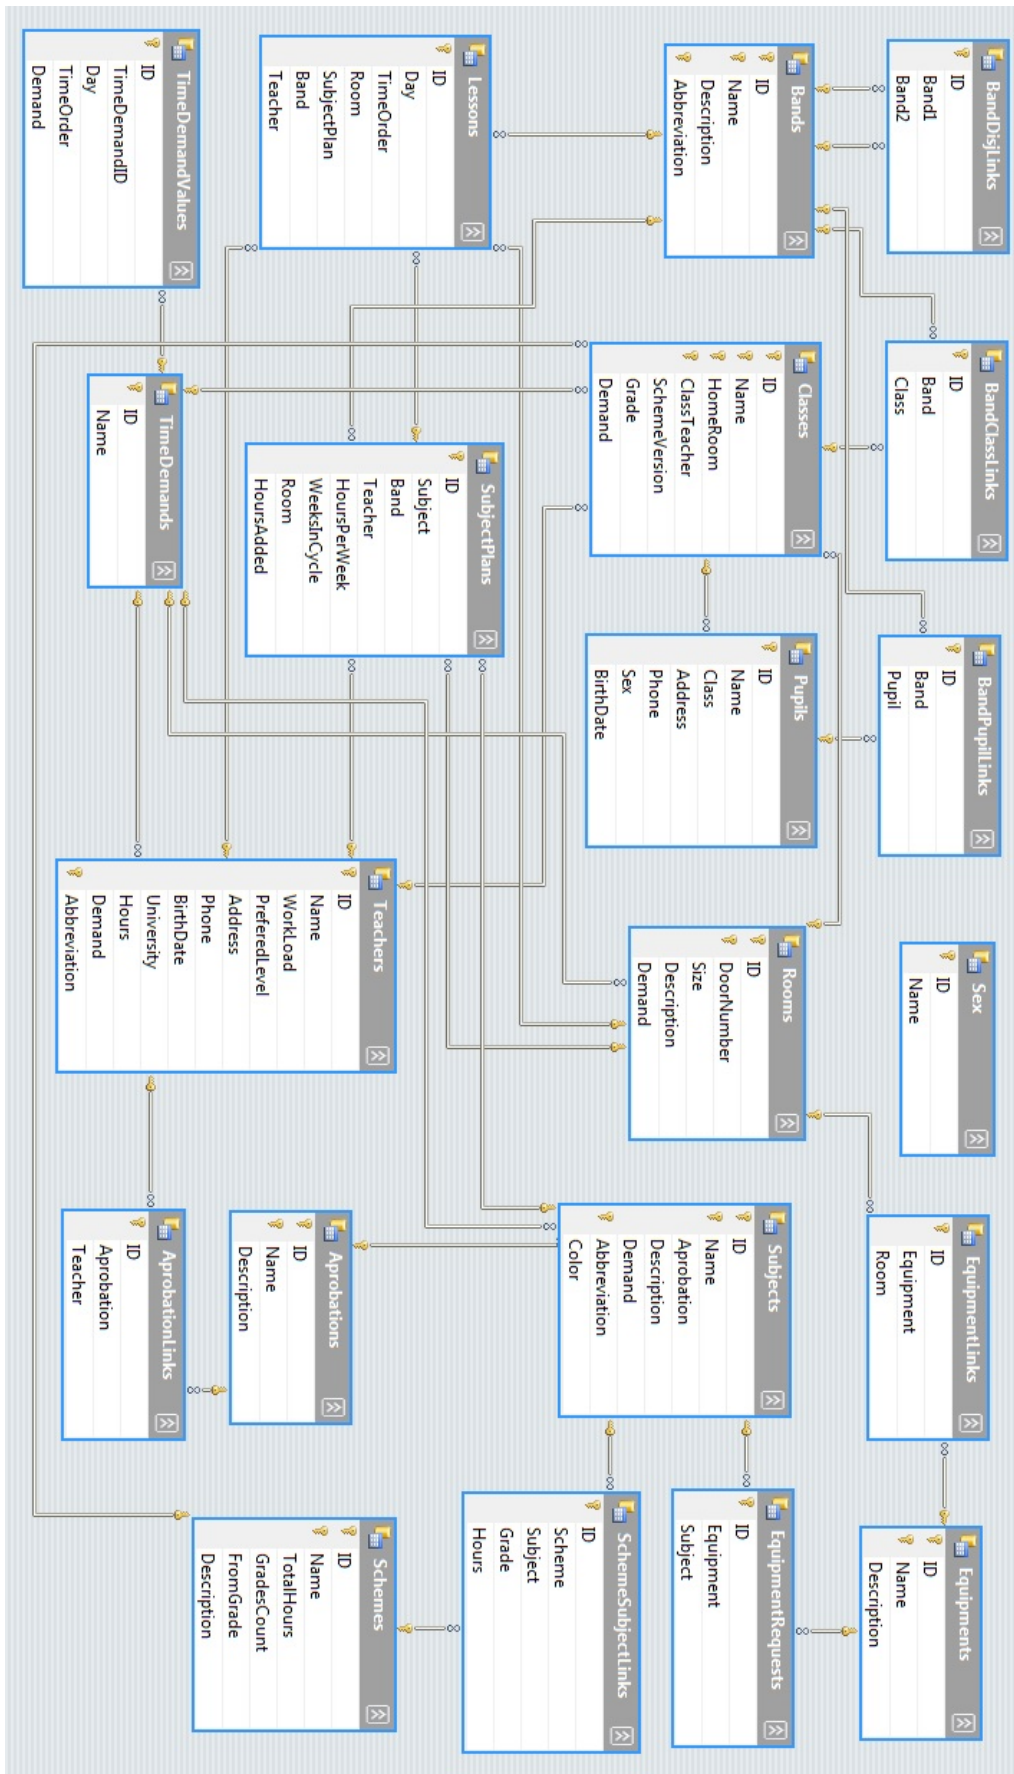 BandDisjLinks
ID
Band1
Band2
BandClassLinks
ID
Band
Class
BandPupilLinks
ID
Band
Pupil
Sex
ID
Name
EquipmentLinks
ID
Equipment
Room
Equipments
ID
Name
Description
Bands
ID
Name
Description
Abbreviation
Classes
ID
Name
HomeRoom
ClassTeacher
SchemeVersion
Grade
Demand
Pupils
ID
Name
Class
Address
Phone
Sex
BirthDate
Rooms
ID
DoorNumber
Size
Description
Demand
Subjects
ID
Name
Aprobation
Description
Demand
Abbreviation
Color
EquipmentRequests
ID
Equipment
Subject
Lessons
ID
Day
TimeOrder
Room
SubjectPlan
Band
Teacher
SubjectPlans
ID
Subject
Band
Teacher
HoursPerWeek
WeeksInCycle
Room
HoursAdded
Teachers
ID
Name
WorkLoad
PreferedLevel
Address
Phone
BirthDate
University
Hours
Demand
Abbreviation
Aprobations
ID
Name
Description
SchemeSubjectLinks
ID
Scheme
Subject
Grade
Hours
TimeDemandValues
ID
TimeDemandID
Day
TimeOrder
Demand
TimeDemands
ID
Name
AprobationLinks
ID
Aprobation
Teacher
Schemes
ID
Name
TotalHours
GradesCount
FromGrade
Description